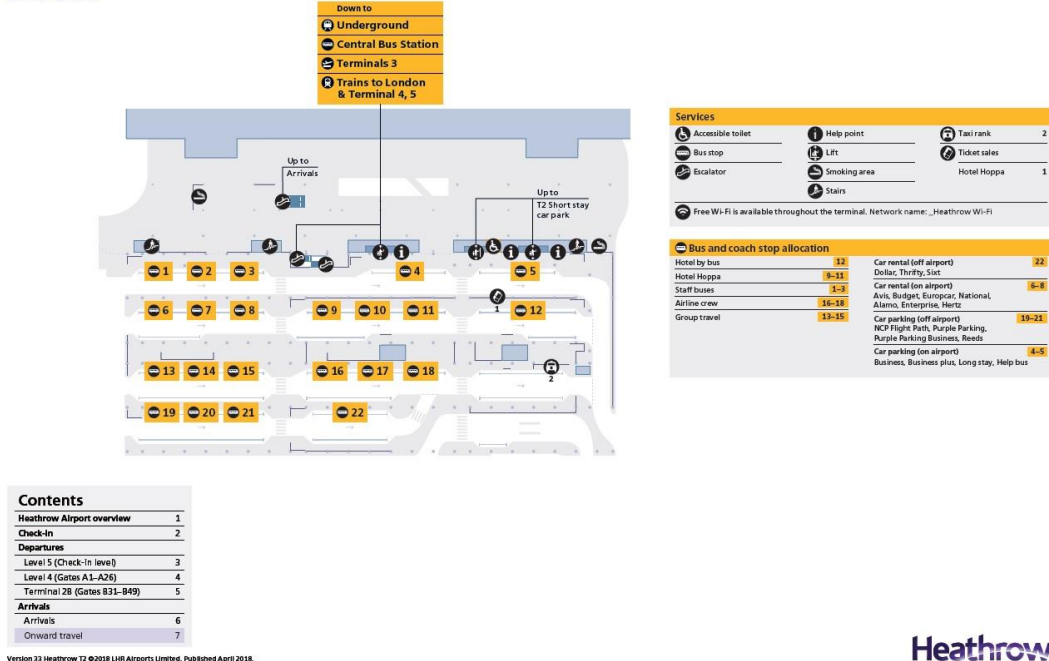 Down to
Underground
Central Bus Station
Terminals 3
Trains to London
& Terminal 4, 5
Up to
Arrivals
Up to
T2 Short stay
car park
1 2 3 4 5
6 7 8 9 10 11 1 12
13 14 15 16 17 18 2
19 20 21 22
Services
Accessible toilet
Bus stop
Escalator
Help point
Lift
Smoking area
Stairs
Taxi rank 2
Ticket sales
Hotel Hoppa 1
Free Wi-Fi is available throughout the terminal. Network name: _Heathrow Wi-Fi
Bus and coach stop allocation
Hotel by bus 12
Hotel Hoppa 9–11
Staff buses 1–3
Airline crew 16–18
Group travel 13–15
Car rental (off airport) 22
Dollar, Thrifty, Sixt
Car rental (on airport) 6–8
Avis, Budget, Europcar, National,
Alamo, Enterprise, Hertz
Car parking (off airport) 19–21
NCP Flight Path, Purple Parking,
Purple Parking Business, Reeds
Car parking (on airport) 4–5
Business, Business plus, Long stay, Help bus
Contents
Heathrow Airport overview 1
Check-in 2
Departures
Level 5 (Check-in level) 3
Level 4 (Gates A1–A26) 4
Terminal 2B (Gates B31–B49) 5
Arrivals
Arrivals 6
Onward travel 7
Version 33 Heathrow T2 ©2018 LHR Airports Limited. Published April 2018.
Heathrow